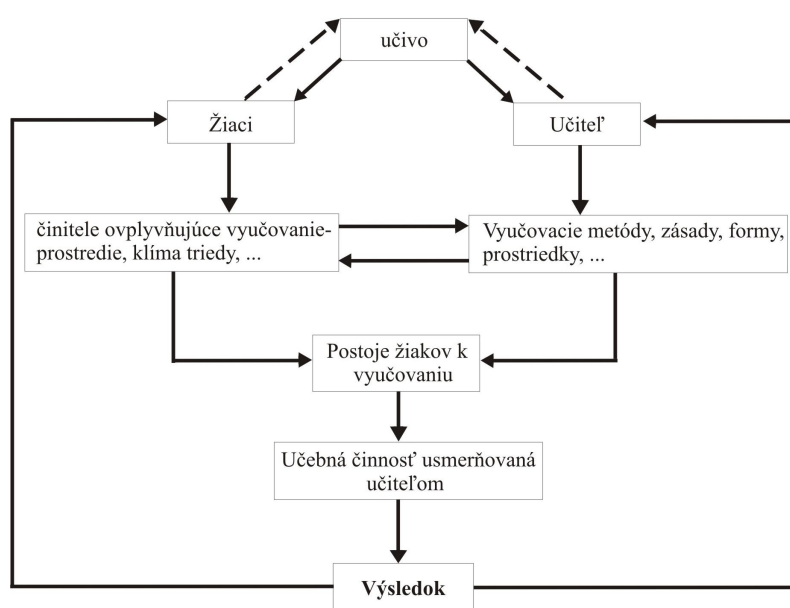 učivo
Žiaci
Učiteľ
činitele ovplyvňujúce vyučovanie-
prostredie, klíma triedy, ...
Vyučovacie metódy, zásady, formy,
prostriedky, ...
Postoje žiakov k
vyučovaniu
Učebná činnosť usmerňovaná
učiteľom
Výsledok